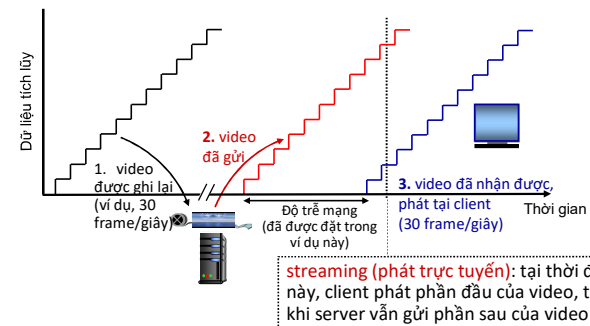 Dữ liệu tích lũy
1. video
được ghi lại
(ví dụ, 30
frame/giây)
2. video
đã gửi
Độ trễ mạng
(đã được đặt trong
ví dụ này)
3. video đã nhận được,
phát tại client
(30 frame/giây)
Thời gian
streaming (phát trực tuyến): tại thời
này, client phát phần đầu của video,
khi server vẫn gửi phần sau của video